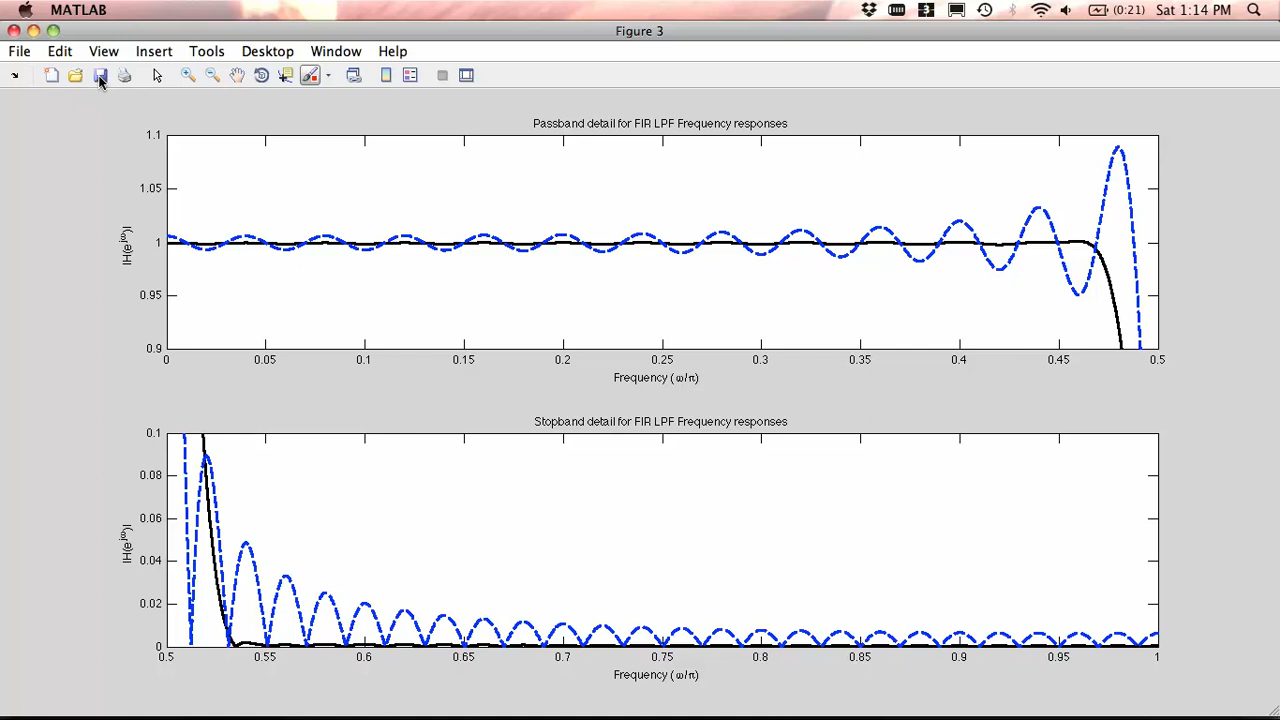 MATLAB (0:21) Sat 1:14 PM
Figure 3
File Edit View Insert Tools Desktop Window Help
Passband detail for FIR LPF Frequency responses
1.1
1.05
1
0.95
0.9
|H(e^jω)|
0 0.05 0.1 0.15 0.2 0.25 0.3 0.35 0.4 0.45 0.5
Frequency (ω/π)
Stopband detail for FIR LPF Frequency responses
0.1
0.08
0.06
0.04
0.02
0
|H(e^jω)|
0.5 0.55 0.6 0.65 0.7 0.75 0.8 0.85 0.9 0.95 1
Frequency (ω/π)